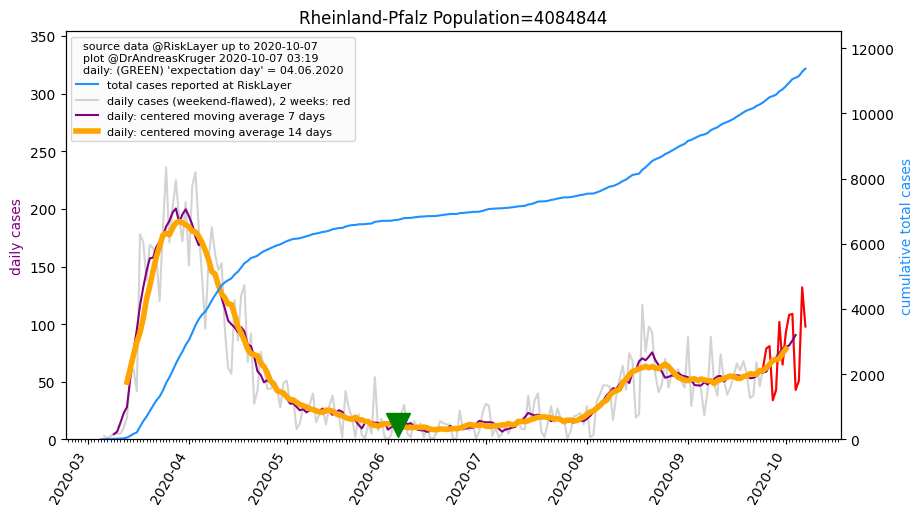 Rheinland-Pfalz Population=4084844
source data @RiskLayer up to 2020-10-07
plot @DrAndreasKruger 2020-10-07 03:19
daily: (GREEN) 'expectation day' = 04.06.2020
total cases reported at RiskLayer
daily cases (weekend-flawed), 2 weeks: red
daily: centered moving average 7 days
daily: centered moving average 14 days
daily cases
350
300
250
200
150
100
50
0
cumulative total cases
12000
10000
8000
6000
4000
2000
0
2020-03
2020-04
2020-05
2020-06
2020-07
2020-08
2020-09
2020-10